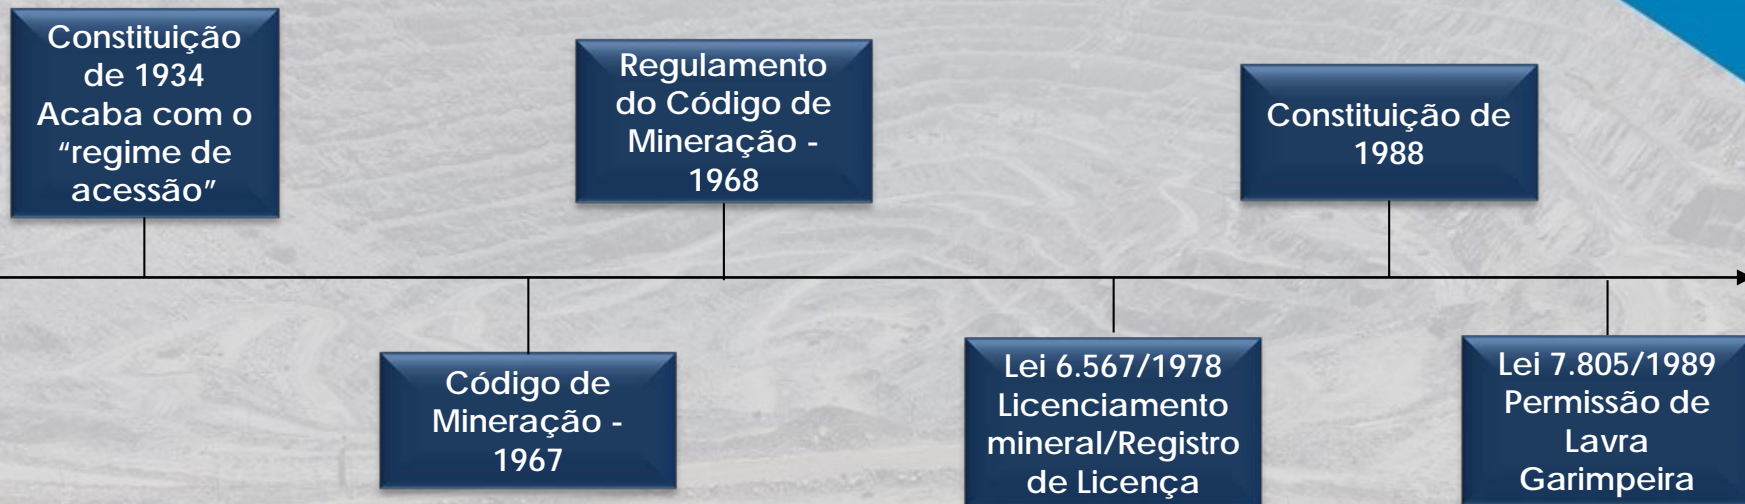 Constituição
de 1934
Acaba com o
“regime de
acessão”
Regulamento
do Código de
Mineração -
1968
Constituição de
1988
Código de
Mineração -
1967
Lei 6.567/1978
Licenciamento
mineral/Registro
de Licença
Lei 7.805/1989
Permissão de
Lavra
Garimpeira